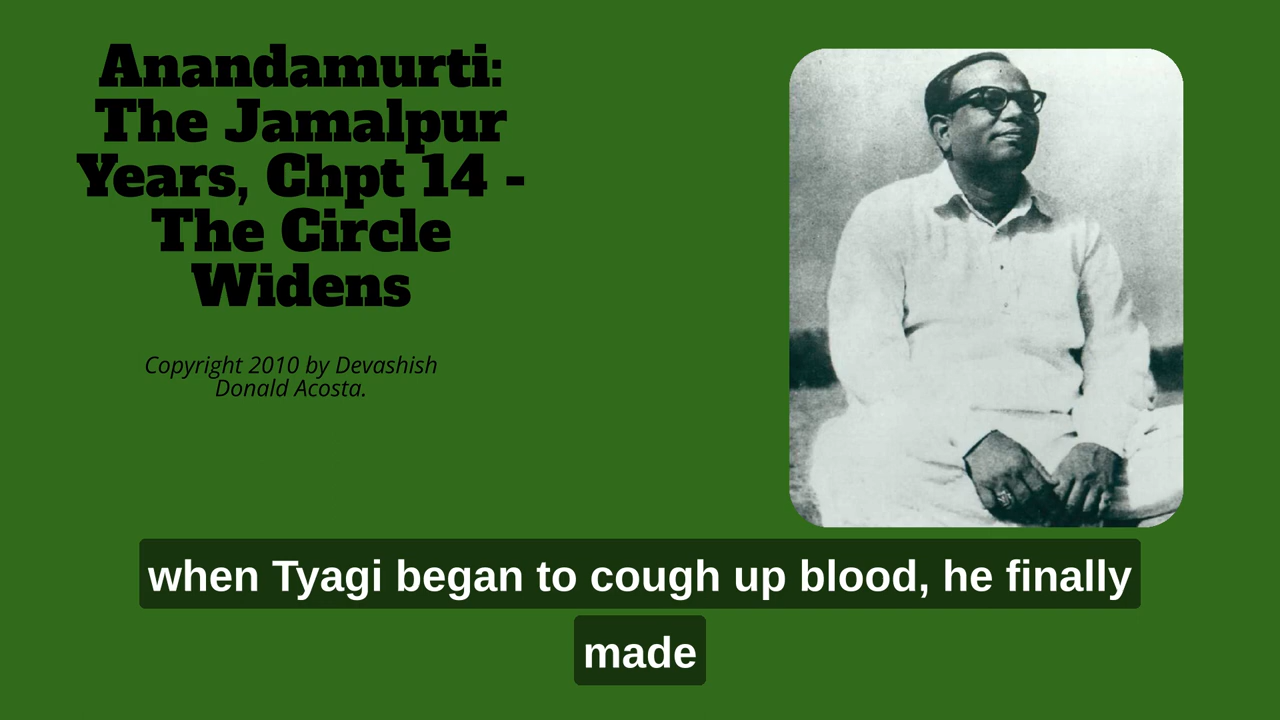 Anandamurti:
The Jamalpur
Years, Chpt 14 -
The Circle
Widens
Copyright 2010 by Devashish
Donald Acosta.
when Tyagi began to cough up blood, he finally
made